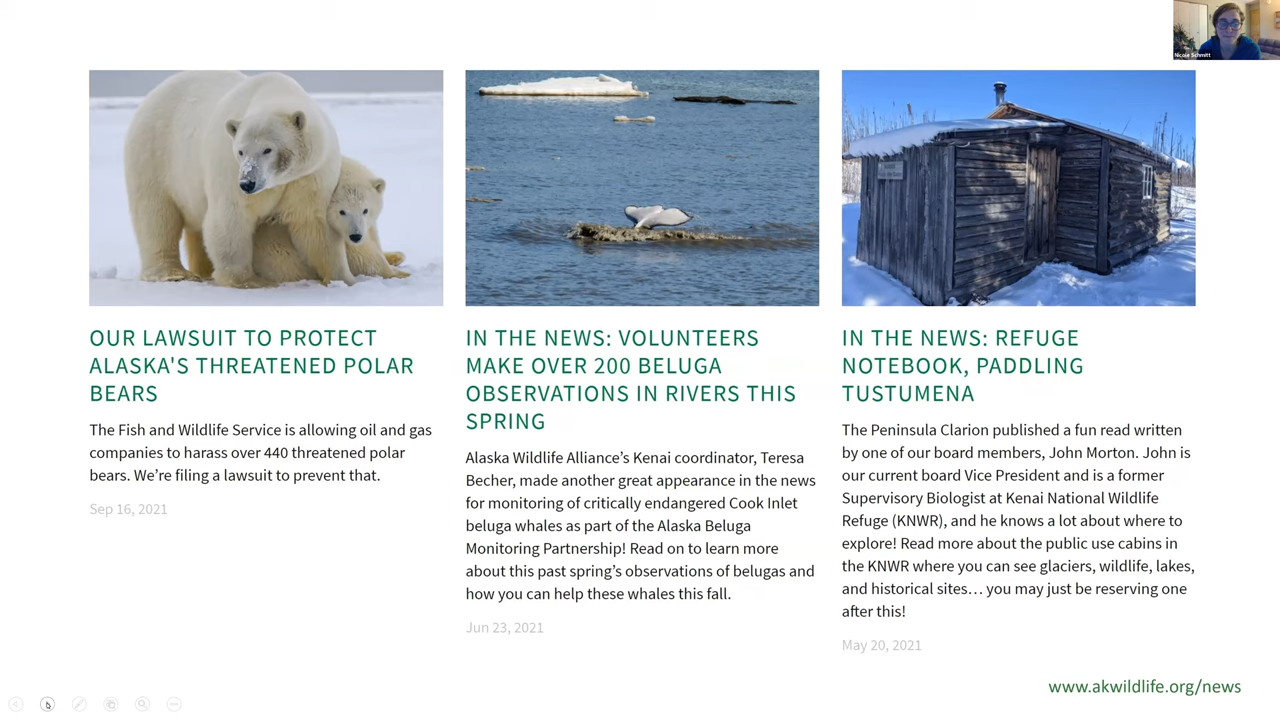 Nicole Schmitt
OUR LAWSUIT TO PROTECT
ALASKA'S THREATENED POLAR
BEARS
The Fish and Wildlife Service is allowing oil and gas
companies to harass over 440 threatened polar
bears. We’re filing a lawsuit to prevent that.
Sep 16, 2021
IN THE NEWS: VOLUNTEERS
MAKE OVER 200 BELUGA
OBSERVATIONS IN RIVERS THIS
SPRING
Alaska Wildlife Alliance’s Kenai coordinator, Teresa
Becher, made another great appearance in the news
for monitoring of critically endangered Cook Inlet
beluga whales as part of the Alaska Beluga
Monitoring Partnership! Read on to learn more
about this past spring’s observations of belugas and
how you can help these whales this fall.
Jun 23, 2021
IN THE NEWS: REFUGE
NOTEBOOK, PADDLING
TUSTUMENA
The Peninsula Clarion published a fun read written
by one of our board members, John Morton. John is
our current board Vice President and is a former
Supervisory Biologist at Kenai National Wildlife
Refuge (KNWR), and he knows a lot about where to
explore! Read more about the public use cabins in
the KNWR where you can see glaciers, wildlife, lakes,
and historical sites… you may just be reserving one
after this!
May 20, 2021
www.akwildlife.org/news